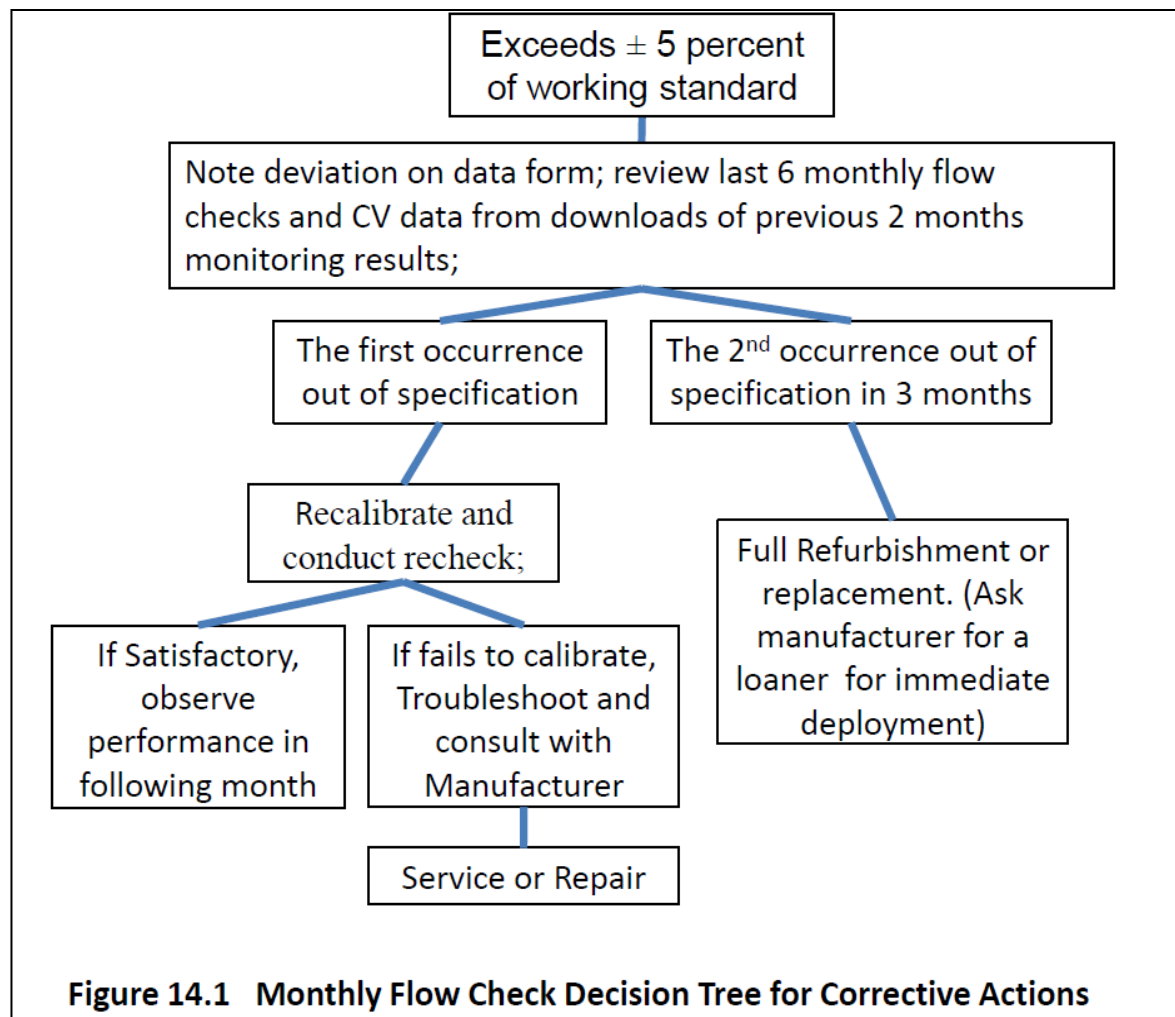 Exceeds ± 5 percent
of working standard
Note deviation on data form; review last 6 monthly flow
checks and CV data from downloads of previous 2 months
monitoring results;
The first occurrence
out of specification
The 2nd occurrence out of
specification in 3 months
Recalibrate and
conduct recheck;
If Satisfactory,
observe
performance in
following month
If fails to calibrate,
Troubleshoot and
consult with
Manufacturer
Full Refurbishment or
replacement. (Ask
manufacturer for a
loaner for immediate
deployment)
Service or Repair
Figure 14.1 Monthly Flow Check Decision Tree for Corrective Actions